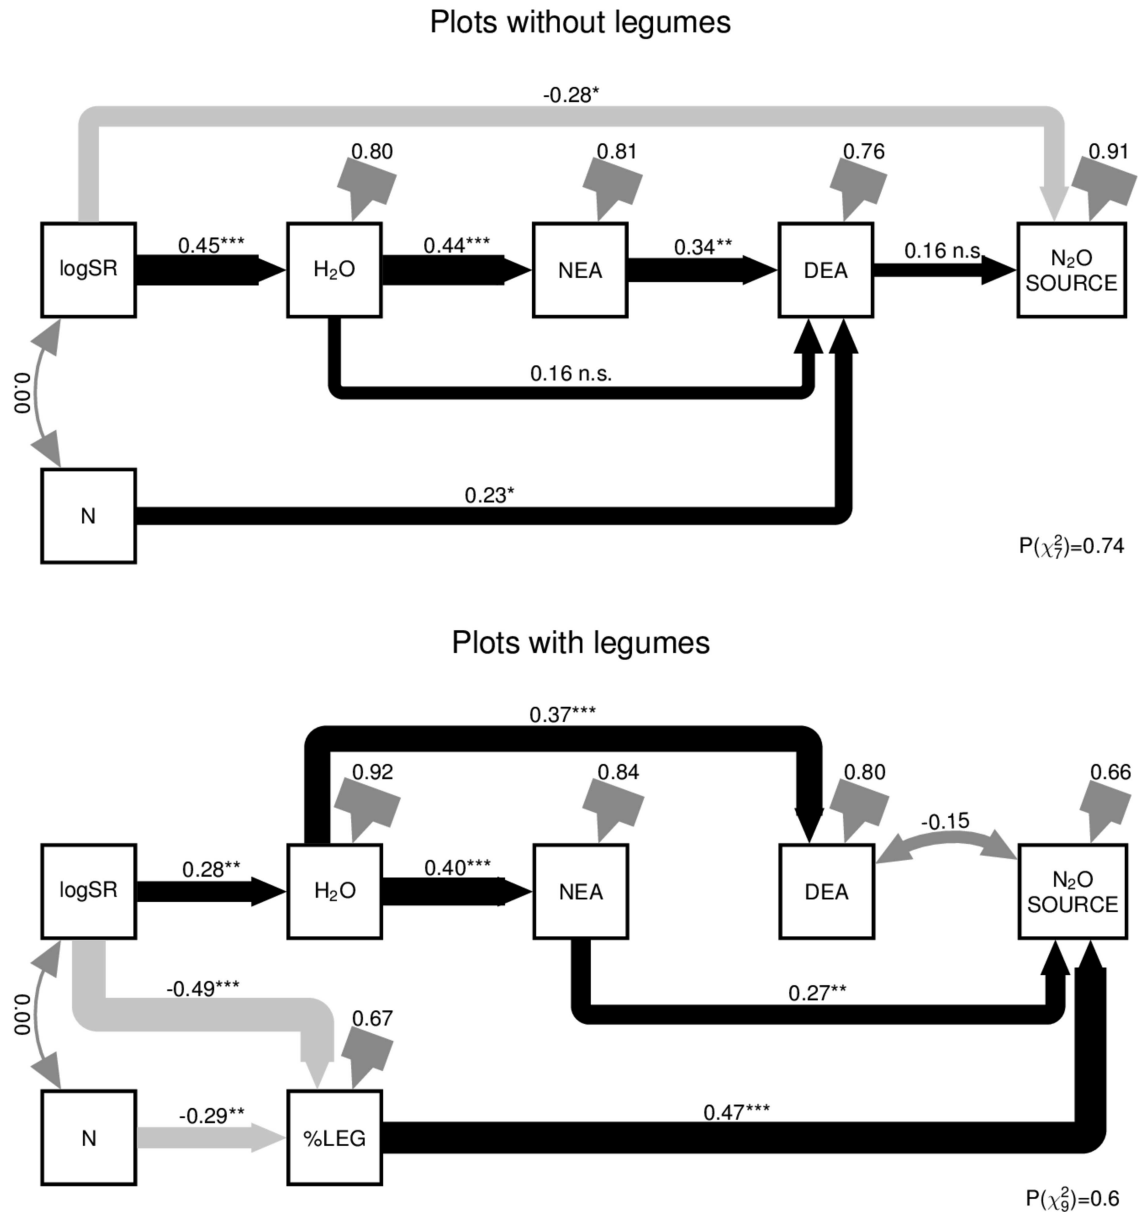 Plots without legumes
-0.28*
0.80
0.81
0.76
0.91
logSR
0.45***
H₂O
0.44***
NEA
0.34**
DEA
0.16 n.s.
N₂O
SOURCE
0.16 n.s.
0.00
N
0.23*
P(χ²₇)=0.74
Plots with legumes
0.37***
0.92
0.84
0.80
0.66
-0.15
logSR
0.28**
H₂O
0.40***
NEA
DEA
N₂O
SOURCE
-0.49***
0.27**
0.00
0.67
N
-0.29**
%LEG
0.47***
P(χ²₉)=0.6